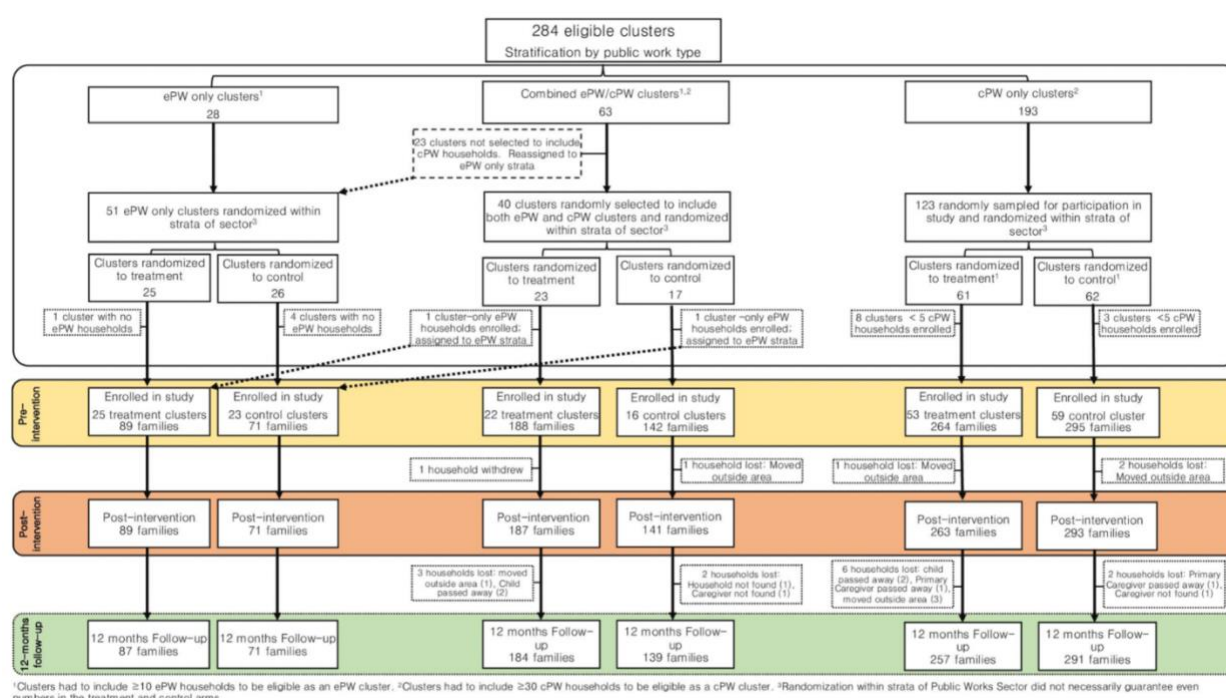 284 eligible clusters
Stratification by public work type
ePW only clusters¹
28
Combined ePW/cPW clusters¹,²
63
cPW only clusters²
193
23 clusters not selected to include
cPW households. Reassigned to
ePW only strata
51 ePW only clusters randomized within
strata of sector³
40 clusters randomly selected to include
both ePW and cPW clusters and randomized
within strata of sector³
123 randomly sampled for participation in
study and randomized within strata of
sector³
Clusters randomized
to treatment
25
Clusters randomized
to control
26
Clusters randomized
to treatment
23
Clusters randomized
to control
17
Clusters randomized
to treatment¹
61
Clusters randomized
to control¹
62
1 cluster with no
ePW households
4 clusters with no
ePW households
1 cluster-only ePW
households enrolled;
assigned to ePW strata
1 cluster -only ePW
households enrolled;
assigned to ePW strata
8 clusters < 5 cPW
households enrolled
3 clusters <5 cPW
households enrolled
Pre-
intervention
Enrolled in study
25 treatment clusters
89 families
Enrolled in study
23 control clusters
71 families
Enrolled in study
22 treatment clusters
188 families
Enrolled in study
16 control clusters
142 families
Enrolled in study
53 treatment clusters
264 families
Enrolled in study
59 control cluster
295 families
1 household withdrew
1 household lost: Moved
outside area
1 household lost: Moved
outside area
2 households lost:
Moved outside area
Post-
intervention
Post-intervention
89 families
Post-intervention
71 families
Post-intervention
187 families
Post-intervention
141 families
Post-intervention
263 families
Post-intervention
293 families
3 households lost: moved
outside area (1), Child
passed away (2)
2 households lost:
Household not found (1),
Caregiver not found (1)
6 households lost: child
passed away (2), Primary
Caregiver passed away (1),
moved outside area (3)
2 households lost: Primary
Caregiver passed away (1),
Caregiver not found (1)
12-months
follow-up
12 months Follow-up
87 families
12 months Follow-up
71 families
12 months Follow-
up
184 families
12 months Follow-
up
139 families
12 months Follow-
up
257 families
12 months Follow-
up
291 families
¹Clusters had to include ≥10 ePW households to be eligible as an ePW cluster. ²Clusters had to include ≥30 cPW households to be eligible as a cPW cluster. ³Randomization within strata of Public Works Sector did not necessarily guarantee even
numbers in the treatment and control arms